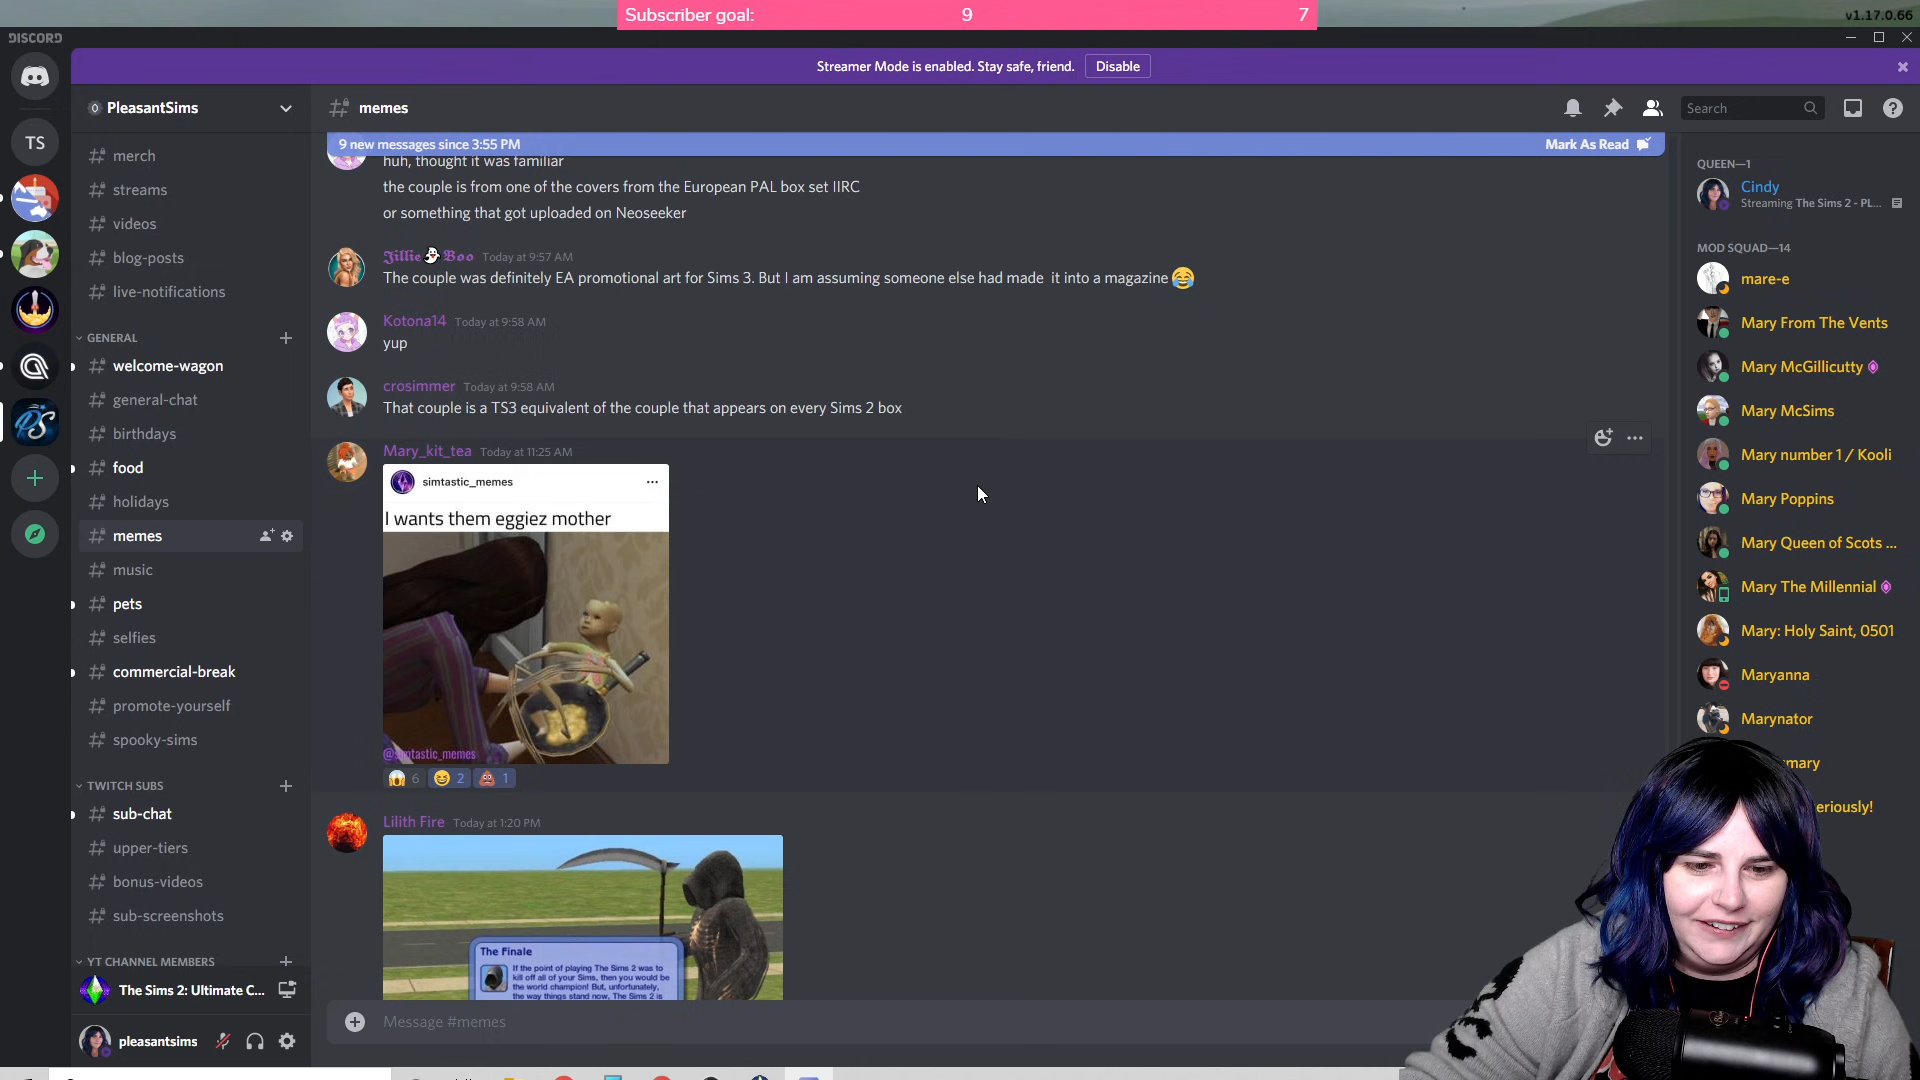 Subscriber goal: 9 7
v1.17.0.66
DISCORD
Streamer Mode is enabled. Stay safe, friend. Disable
PleasantSims
memes
Search
TS
merch
streams
videos
blog-posts
live-notifications
GENERAL
welcome-wagon
general-chat
birthdays
food
holidays
memes
music
pets
selfies
commercial-break
promote-yourself
spooky-sims
TWITCH SUBS
sub-chat
upper-tiers
bonus-videos
sub-screenshots
YT CHANNEL MEMBERS
The Sims 2: Ultimate C...
pleasantsims
9 new messages since 3:55 PM Mark As Read
huh, thought it was familiar
the couple is from one of the covers from the European PAL box set IIRC
or something that got uploaded on Neoseeker
Jillie👻Boo Today at 9:57 AM
The couple was definitely EA promotional art for Sims 3. But I am assuming someone else had made it into a magazine 😂
Kotona14 Today at 9:58 AM
yup
crosimmer Today at 9:58 AM
That couple is a TS3 equivalent of the couple that appears on every Sims 2 box
Mary_kit_tea Today at 11:25 AM
simtastic_memes
I wants them eggiez mother
@simtastic_memes
😱 6 😆 2 💩 1
Lilith Fire Today at 1:20 PM
The Finale
If the point of playing The Sims 2 was to
kill off all of your Sims, then you would be
the world champion! But, unfortunately,
the way things stand now, The Sims 2 is
Message #memes
QUEEN—1
Cindy
Streaming The Sims 2 - PL...
MOD SQUAD—14
mare-e
Mary From The Vents
Mary McGillicutty
Mary McSims
Mary number 1 / Kooli
Mary Poppins
Mary Queen of Scots ...
Mary The Millennial
Mary: Holy Saint, 0501
Maryanna
Marynator
mary
eriously!